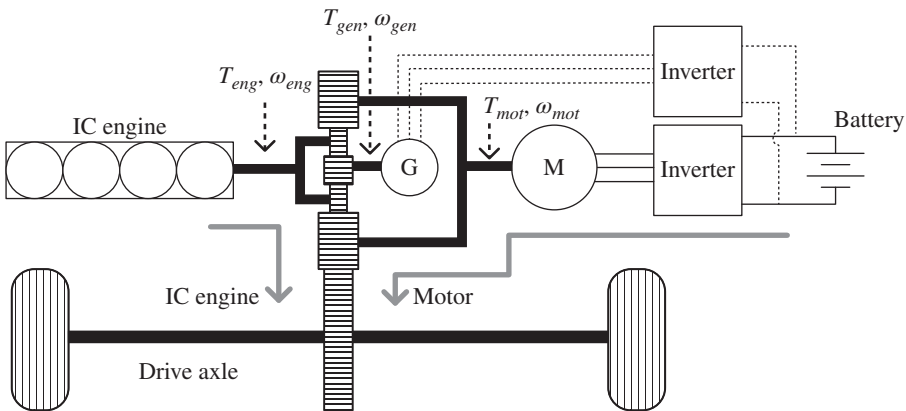 T_gen, ω_gen
T_eng, ω_eng
Inverter
T_mot, ω_mot
IC engine
Battery
G
M
Inverter
IC engine
Motor
Drive axle